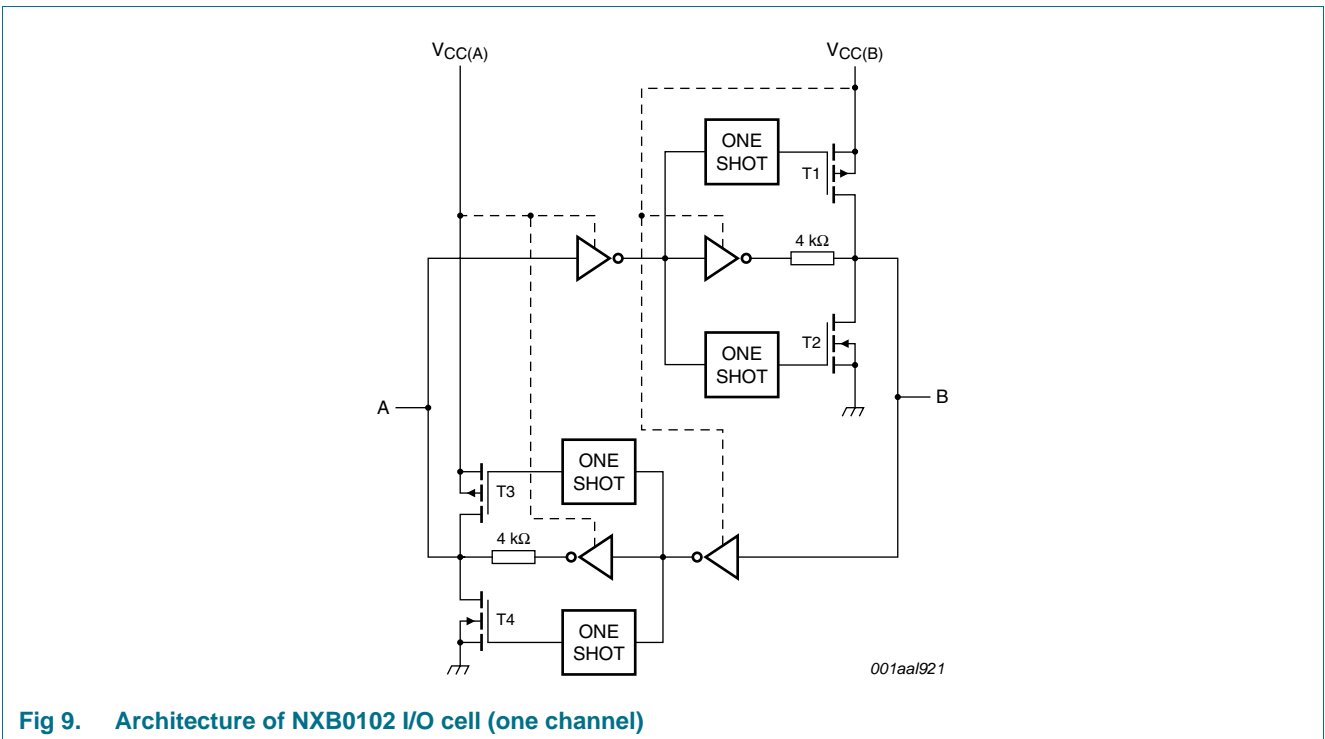 VCC(A)
VCC(B)
ONE
SHOT
T1
4 kΩ
ONE
SHOT
T2
A
B
ONE
SHOT
T3
4 kΩ
T4
ONE
SHOT
001aal921
Fig 9. Architecture of NXB0102 I/O cell (one channel)